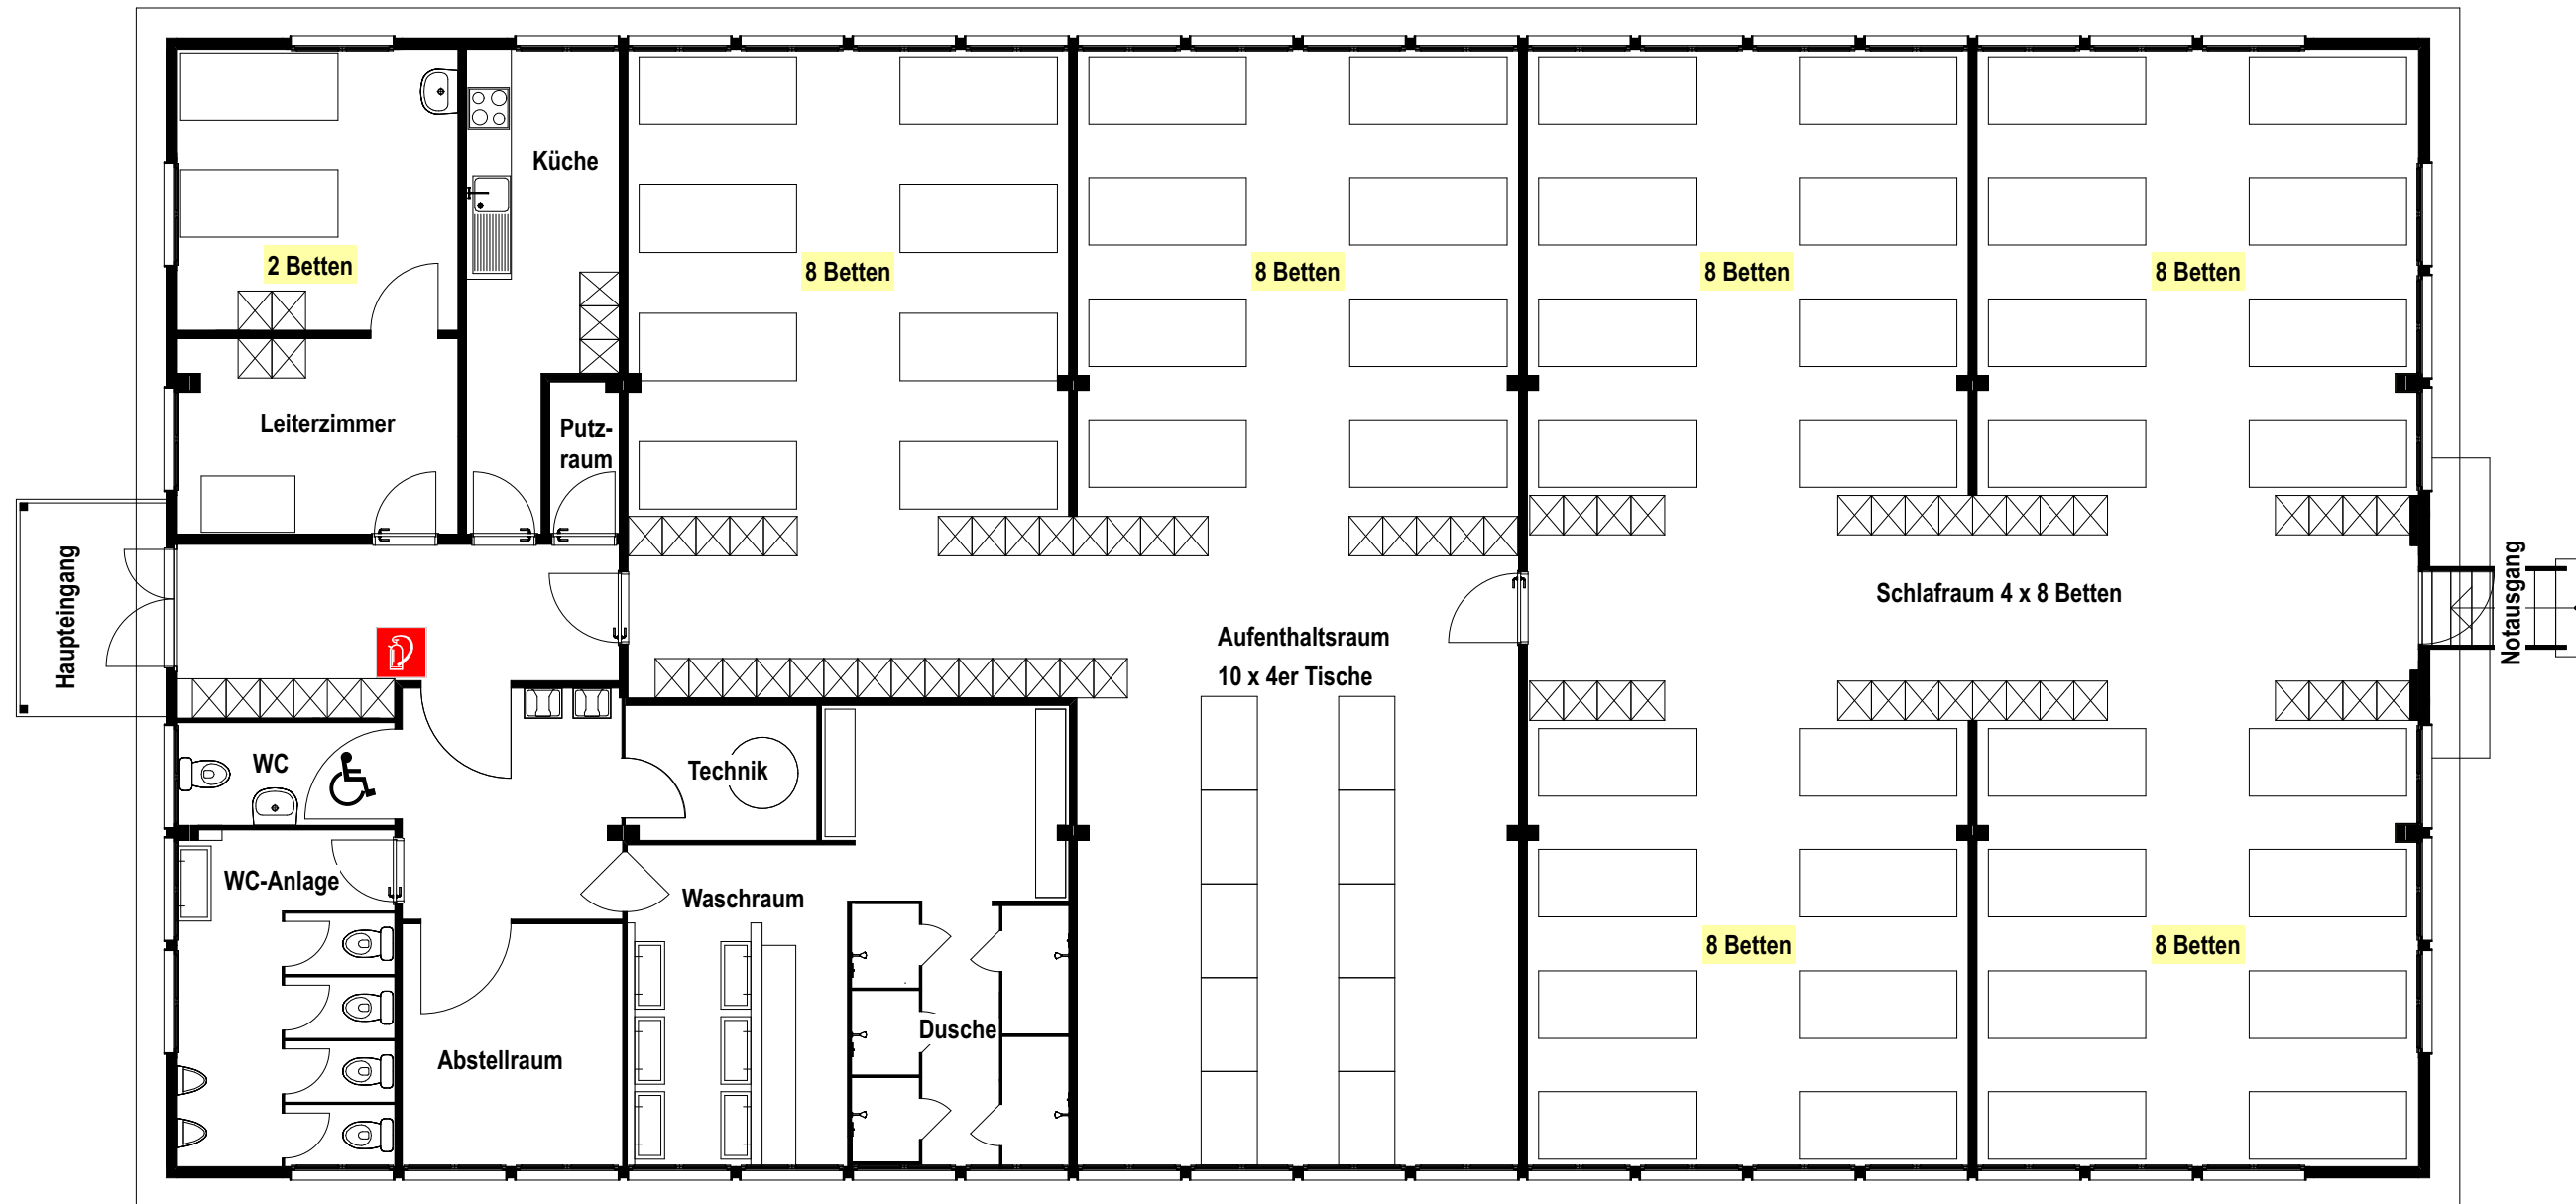 Küche
2 Betten
8 Betten
8 Betten
8 Betten
8 Betten
Leiterzimmer
Putz-
raum
Haupteingang
Schlafraum 4 x 8 Betten
Notausgang
Aufenthaltsraum
10 x 4er Tische
WC
Technik
WC-Anlage
Waschraum
8 Betten
8 Betten
Dusche
Abstellraum